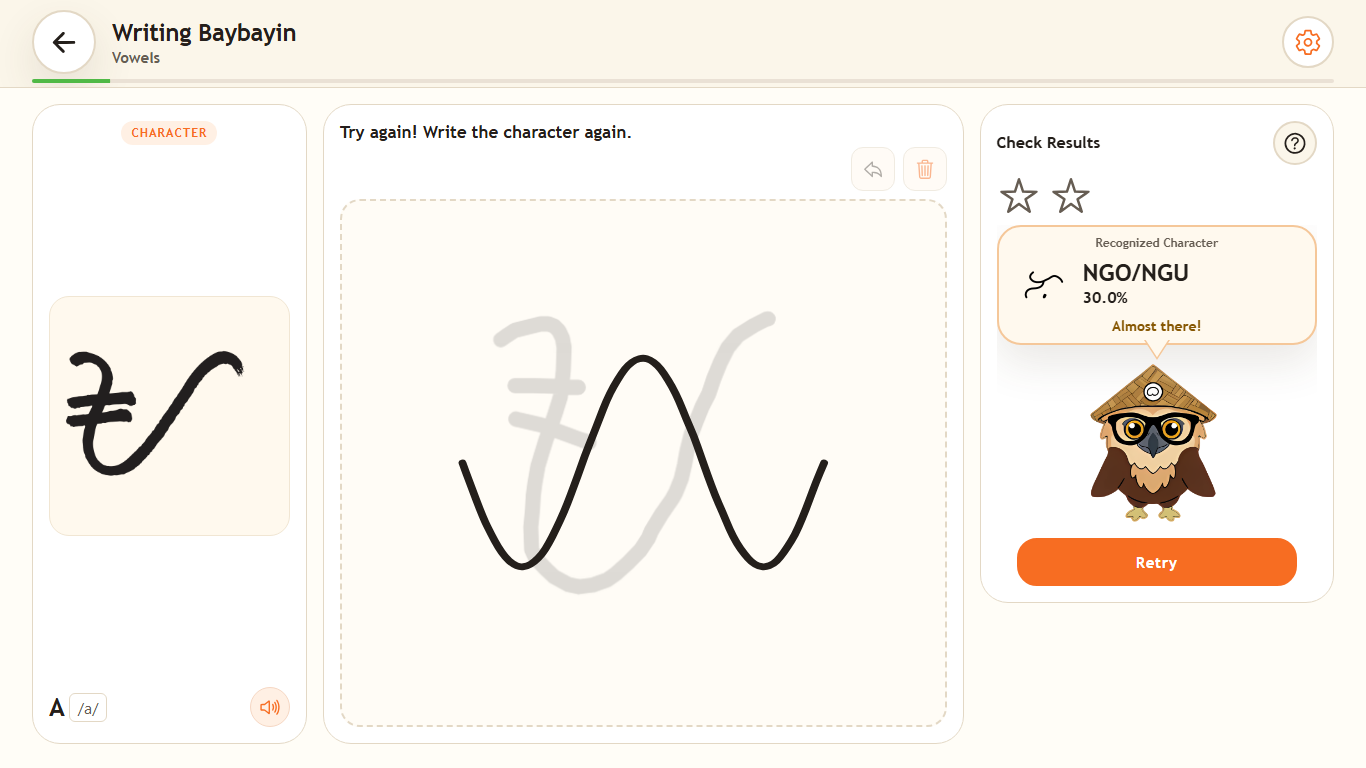 Writing Baybayin
Vowels
CHARACTER
ᜀ
A /a/
Try again! Write the character again.
Check Results
Recognized Character
NGO/NGU
30.0%
Almost there!
Retry